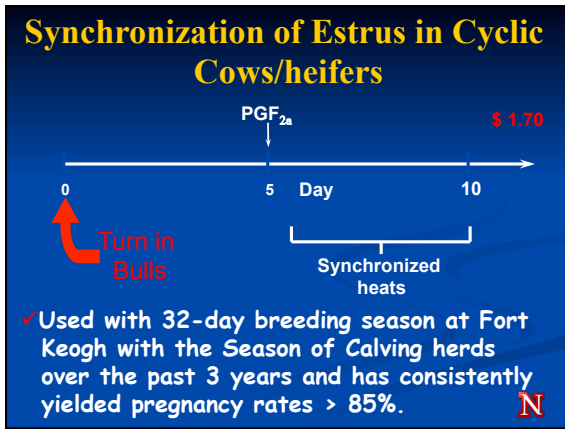 Synchronization of Estrus in Cyclic
Cows/heifers
PGF2a
$ 1.70
0
5
Day
10
Turn in
Bulls
Synchronized
heats
✓Used with 32-day breeding season at Fort
Keogh with the Season of Calving herds
over the past 3 years and has consistently
yielded pregnancy rates > 85%.
N